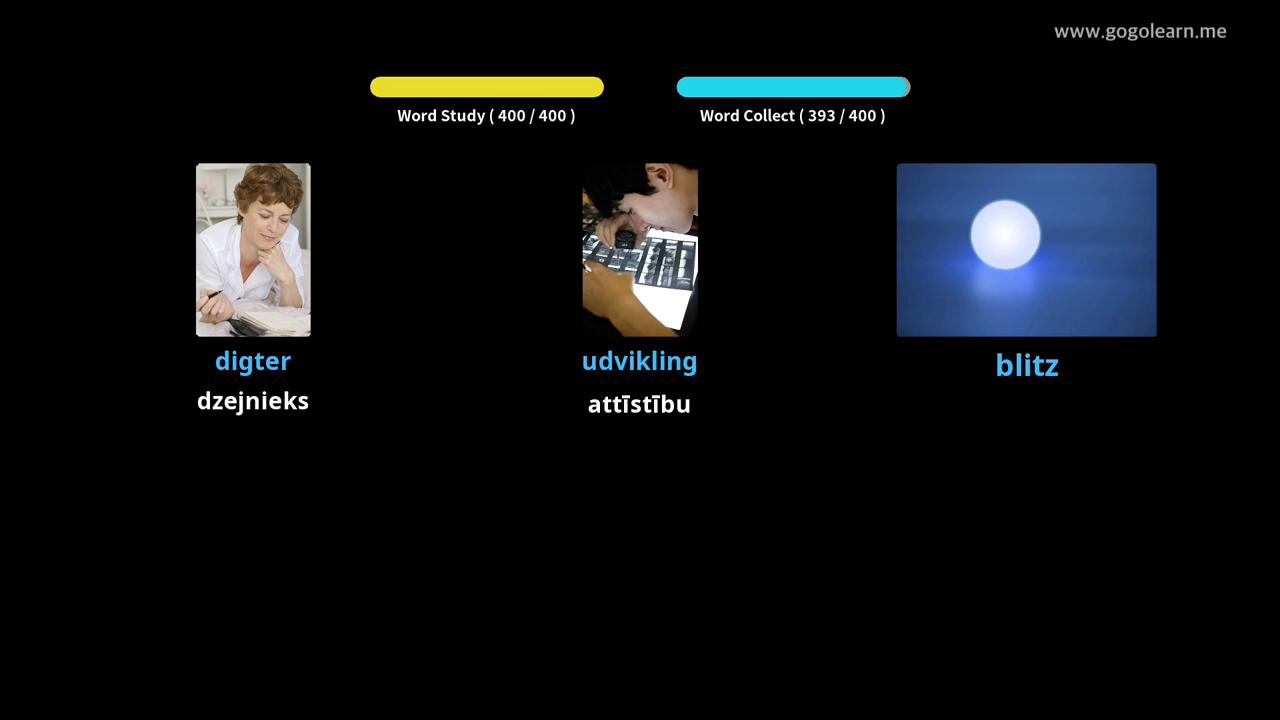 www.gogolearn.me
Word Study ( 400 / 400 )
Word Collect ( 393 / 400 )
digter
udvikling
blitz
dzejnieks
attīstību